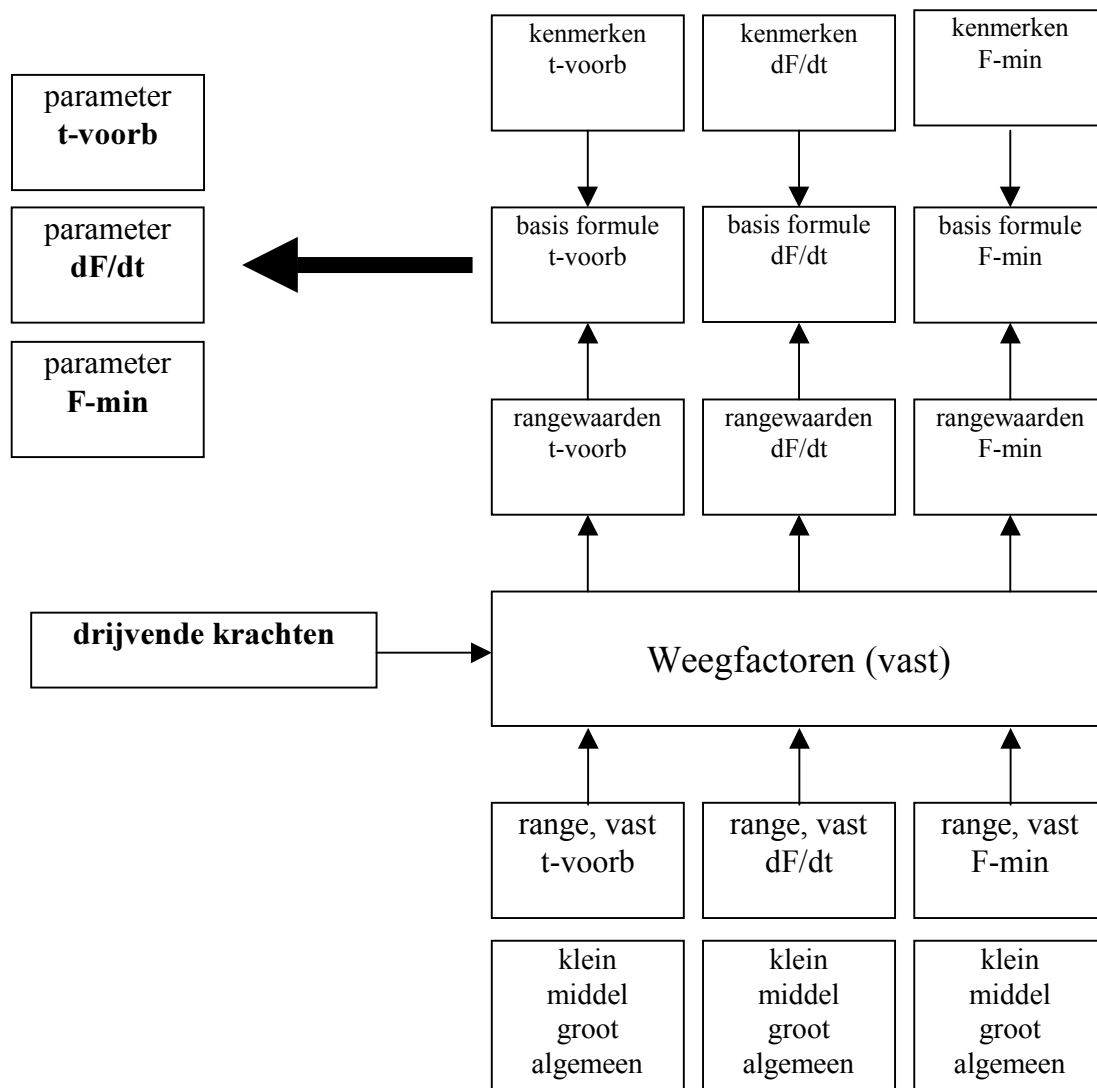 kenmerken
t-voorb
kenmerken
dF/dt
kenmerken
F-min
parameter
t-voorb
parameter
dF/dt
parameter
F-min
basis formule
t-voorb
basis formule
dF/dt
basis formule
F-min
rangewaarden
t-voorb
rangewaarden
dF/dt
rangewaarden
F-min
drijvende krachten
Weegfactoren (vast)
range, vast
t-voorb
range, vast
dF/dt
range, vast
F-min
klein
middel
groot
algemeen
klein
middel
groot
algemeen
klein
middel
groot
algemeen